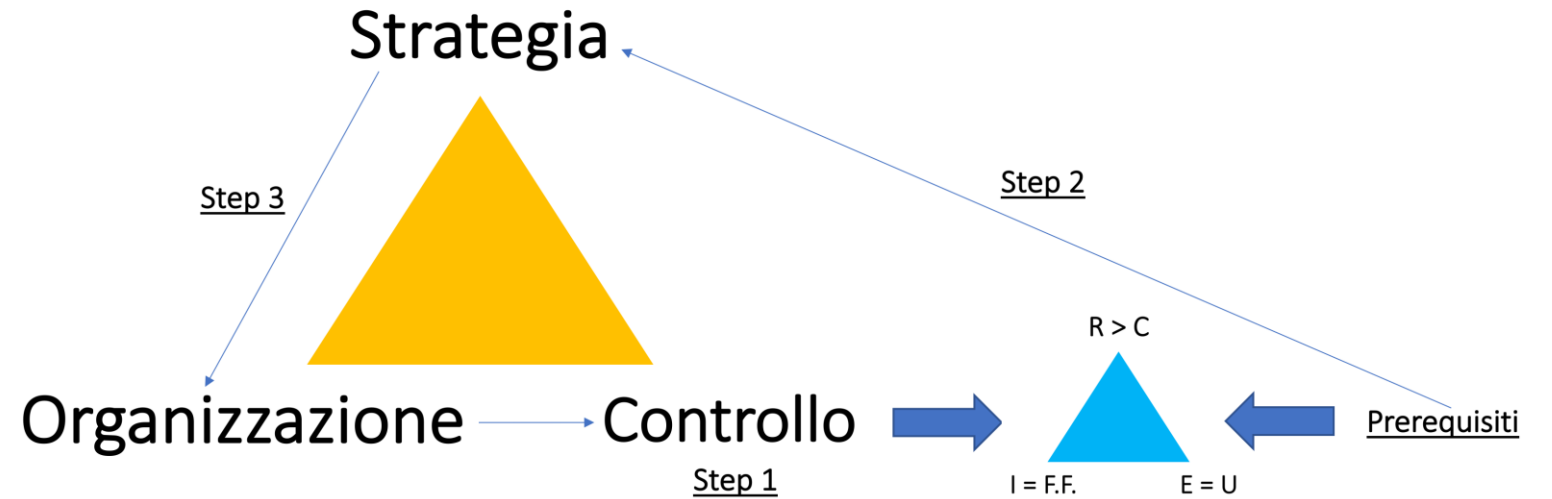 Strategia
Step 3
Step 2
R > C
Organizzazione
Controllo
Prerequisiti
Step 1
I = F.F.
E = U